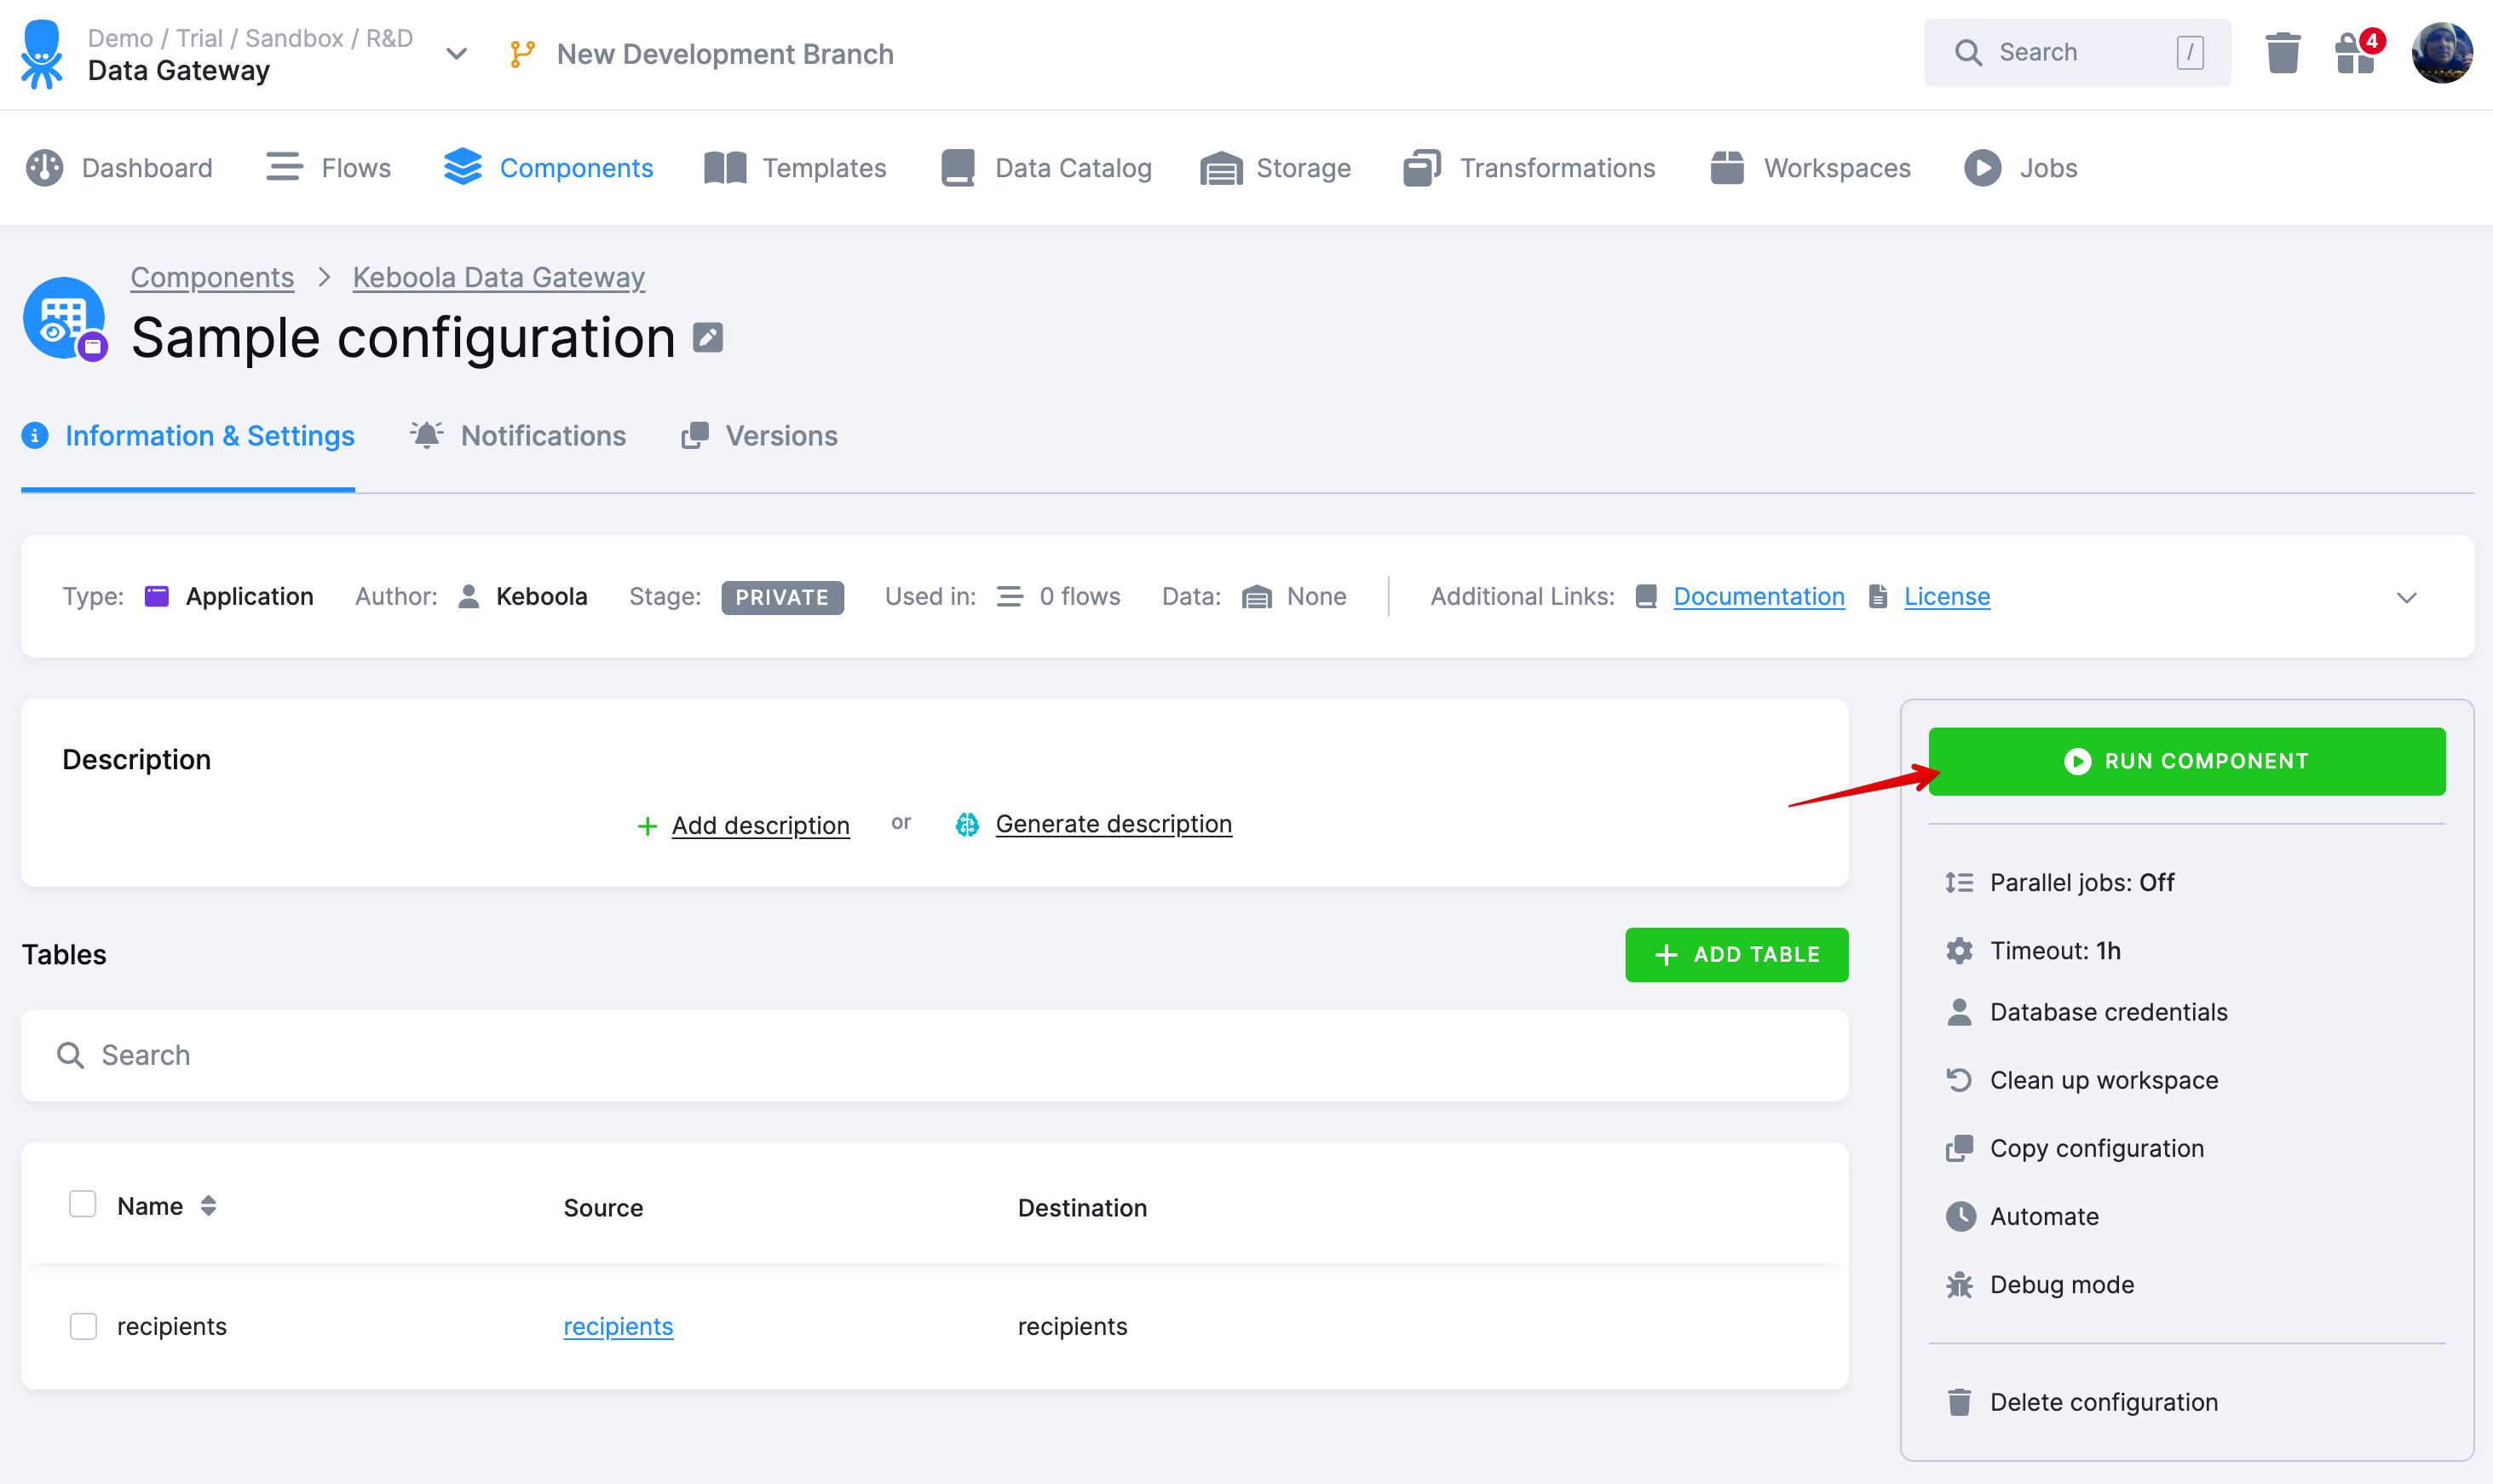 Demo / Trial / Sandbox / R&D
Data Gateway
New Development Branch
Search /
4
Dashboard Flows Components Templates Data Catalog Storage Transformations Workspaces Jobs
Components > Keboola Data Gateway
Sample configuration
Information & Settings Notifications Versions
Type: Application Author: Keboola Stage: PRIVATE Used in: 0 flows Data: None Additional Links: Documentation License
Description
Add description or Generate description
Tables
ADD TABLE
Search
Name Source Destination
recipients recipients recipients
RUN COMPONENT
Parallel jobs: Off
Timeout: 1h
Database credentials
Clean up workspace
Copy configuration
Automate
Debug mode
Delete configuration